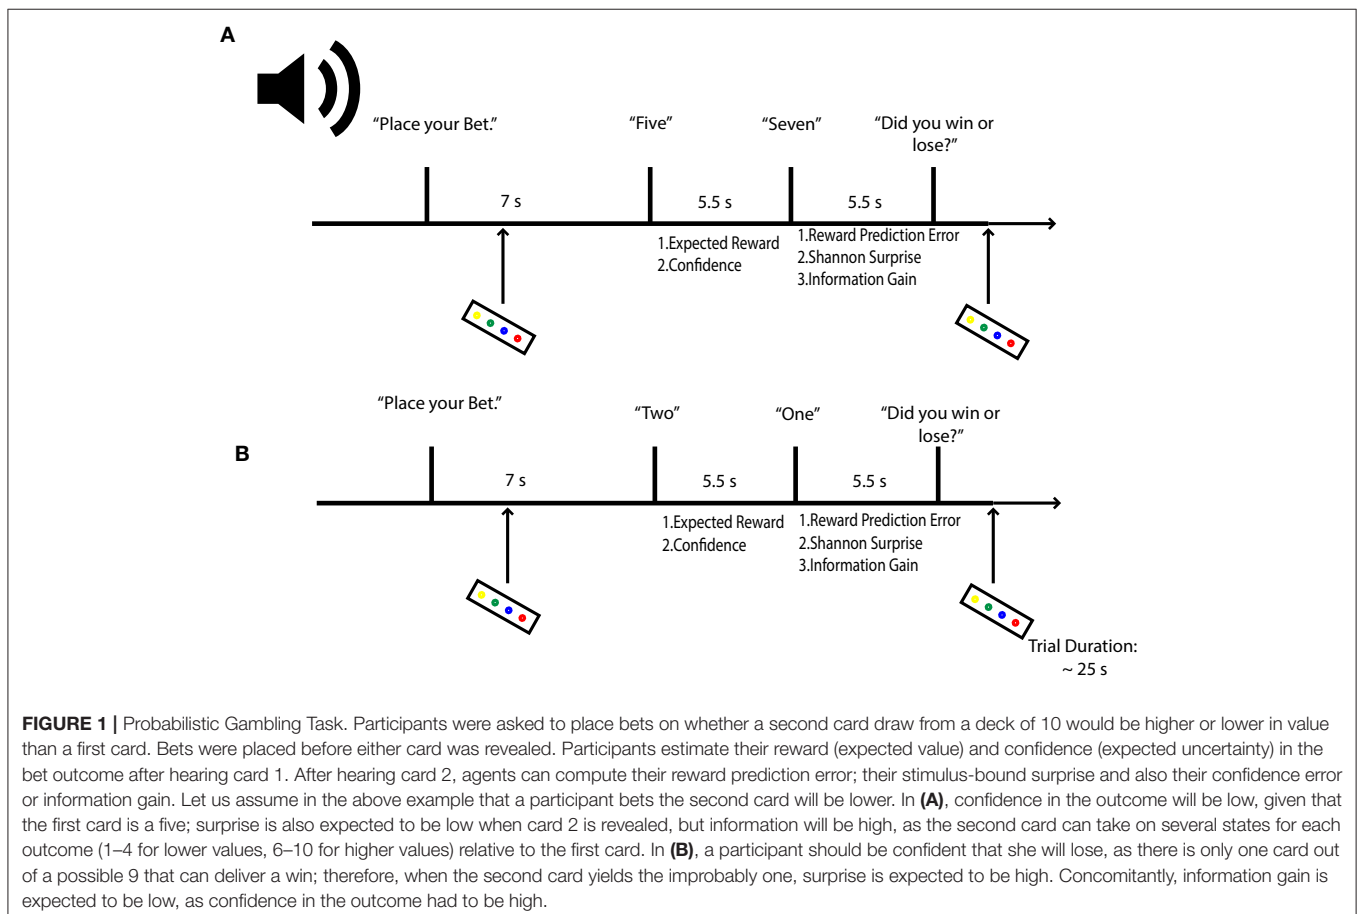 A
"Place your Bet."
"Five"
"Seven"
"Did you win or
lose?"
7 s
5.5 s
5.5 s
1.Expected Reward
2.Confidence
1.Reward Prediction Error
2.Shannon Surprise
3.Information Gain
B
"Place your Bet."
"Two"
"One"
"Did you win or
lose?"
7 s
5.5 s
5.5 s
1.Expected Reward
2.Confidence
1.Reward Prediction Error
2.Shannon Surprise
3.Information Gain
Trial Duration:
~ 25 s
FIGURE 1 | Probabilistic Gambling Task. Participants were asked to place bets on whether a second card draw from a deck of 10 would be higher or lower in value
than a first card. Bets were placed before either card was revealed. Participants estimate their reward (expected value) and confidence (expected uncertainty) in the
bet outcome after hearing card 1. After hearing card 2, agents can compute their reward prediction error; their stimulus-bound surprise and also their confidence error
or information gain. Let us assume in the above example that a participant bets the second card will be lower. In (A), confidence in the outcome will be low, given that
the first card is a five; surprise is also expected to be low when card 2 is revealed, but information will be high, as the second card can take on several states for each
outcome (1–4 for lower values, 6–10 for higher values) relative to the first card. In (B), a participant should be confident that she will lose, as there is only one card out
of a possible 9 that can deliver a win; therefore, when the second card yields the improbably one, surprise is expected to be high. Concomitantly, information gain is
expected to be low, as confidence in the outcome had to be high.